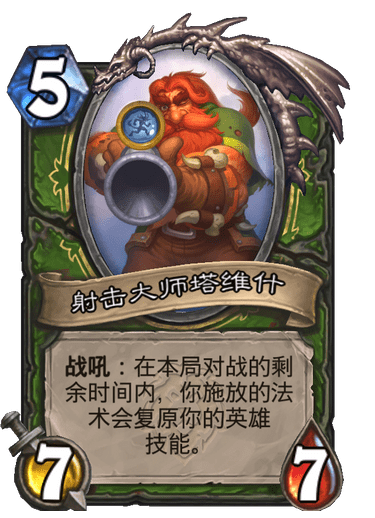 5
射击大师塔维什
战吼：在本局对战的剩
余时间内，你施放的法
术会复原你的英雄
技能。
7
7